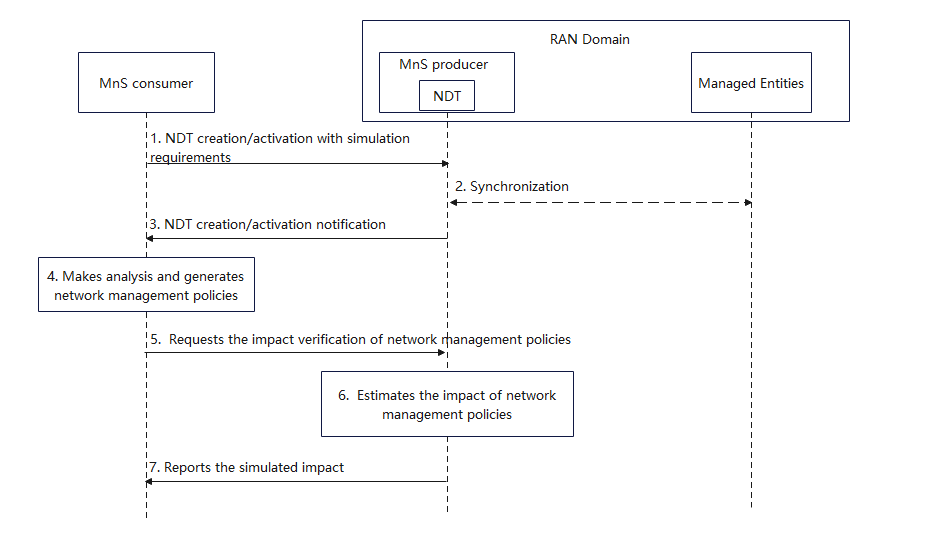 RAN Domain
MnS consumer
MnS producer
NDT
Managed Entities
1. NDT creation/activation with simulation
requirements
2. Synchronization
3. NDT creation/activation notification
4. Makes analysis and generates
network management policies
5.  Requests the impact verification of network management policies
6.  Estimates the impact of network
management policies
7. Reports the simulated impact